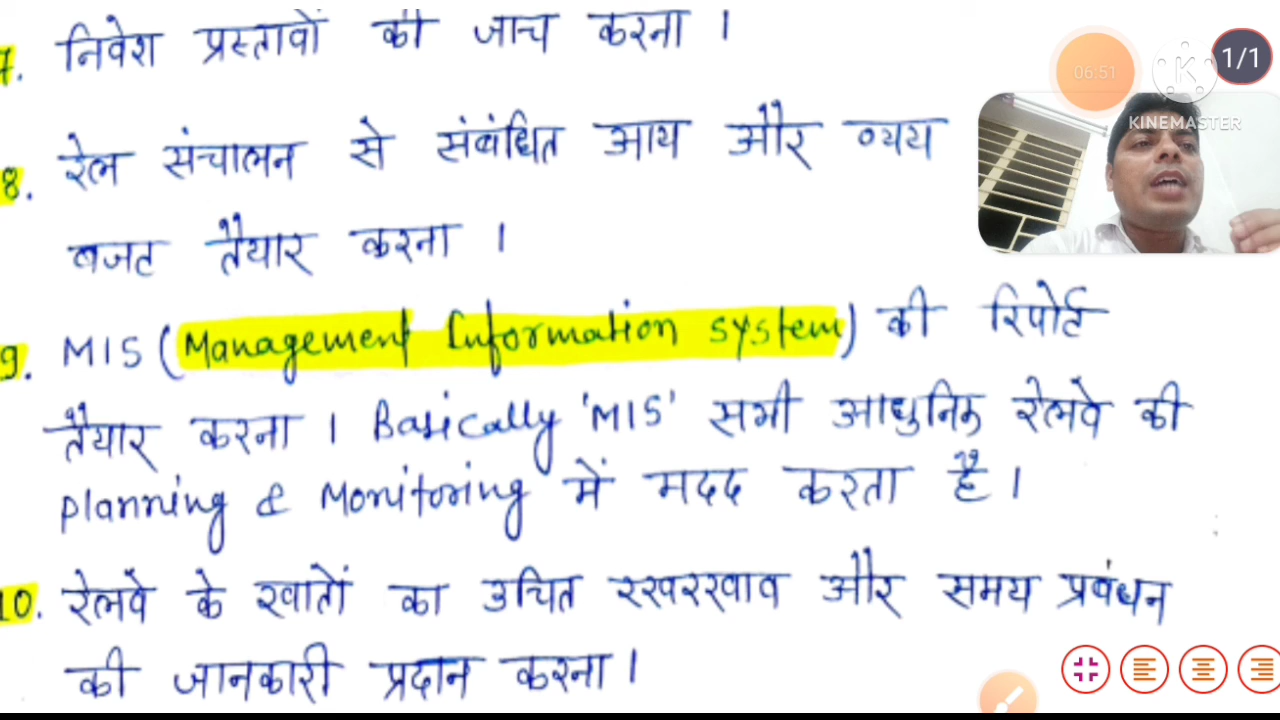 7. निवेश प्रस्तावों की जाच करना ।
06:51
1/1
KINEMASTER
8. रेल संचालन से संबंधित आय और व्यय
बजट तैयार करना ।
9. MIS (Management Information system) की रिपोर्ट
तैयार करना । Basically 'MIS' सभी आधुनिक रेलवे की
Planning & Monitoring में मदद करता है ।
10. रेलवे के खातों का उचित रखरखाव और समय प्रबंधन
की जानकारी प्रदान करना ।